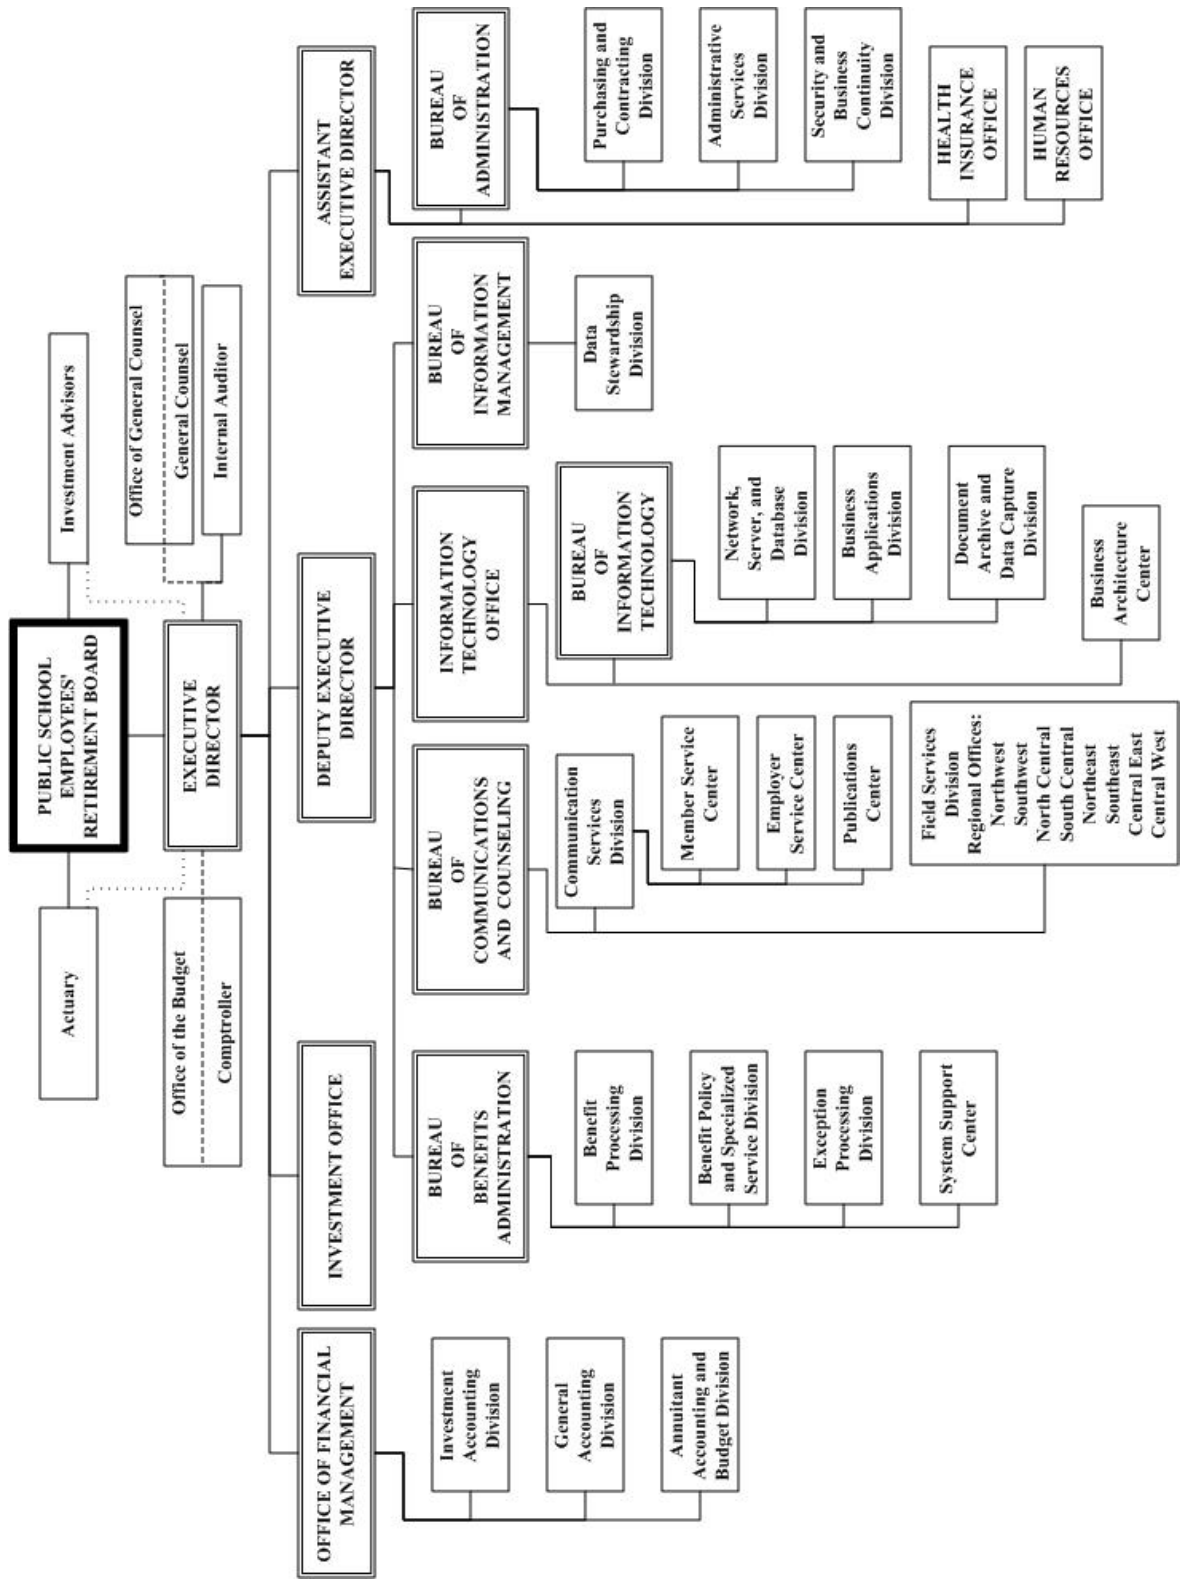 PUBLIC SCHOOL
EMPLOYEES'
RETIREMENT BOARD
Actuary
Investment Advisors
EXECUTIVE
DIRECTOR
Office of the Budget
Comptroller
Office of General Counsel
General Counsel
Internal Auditor
OFFICE OF FINANCIAL
MANAGEMENT
INVESTMENT OFFICE
DEPUTY EXECUTIVE
DIRECTOR
ASSISTANT
EXECUTIVE DIRECTOR
Investment
Accounting
Division
General
Accounting
Division
Annuitant
Accounting and
Budget Division
BUREAU
OF
BENEFITS
ADMINISTRATION
Benefit
Processing
Division
Benefit Policy
and Specialized
Service Division
Exception
Processing
Division
System Support
Center
BUREAU
OF
COMMUNICATIONS
AND COUNSELING
Communication
Services
Division
Member Service
Center
Employer
Service Center
Publications
Center
Field Services
Division
Regional Offices:
Northwest
Southwest
North Central
South Central
Northeast
Southeast
Central East
Central West
INFORMATION
TECHNOLOGY
OFFICE
BUREAU
OF
INFORMATION
TECHNOLOGY
Network,
Server, and
Database
Division
Business
Applications
Division
Document
Archive and
Data Capture
Division
Business
Architecture
Center
BUREAU
OF
INFORMATION
MANAGEMENT
Data
Stewardship
Division
BUREAU
OF
ADMINISTRATION
Purchasing and
Contracting
Division
Administrative
Services
Division
Security and
Business
Continuity
Division
HEALTH
INSURANCE
OFFICE
HUMAN
RESOURCES
OFFICE